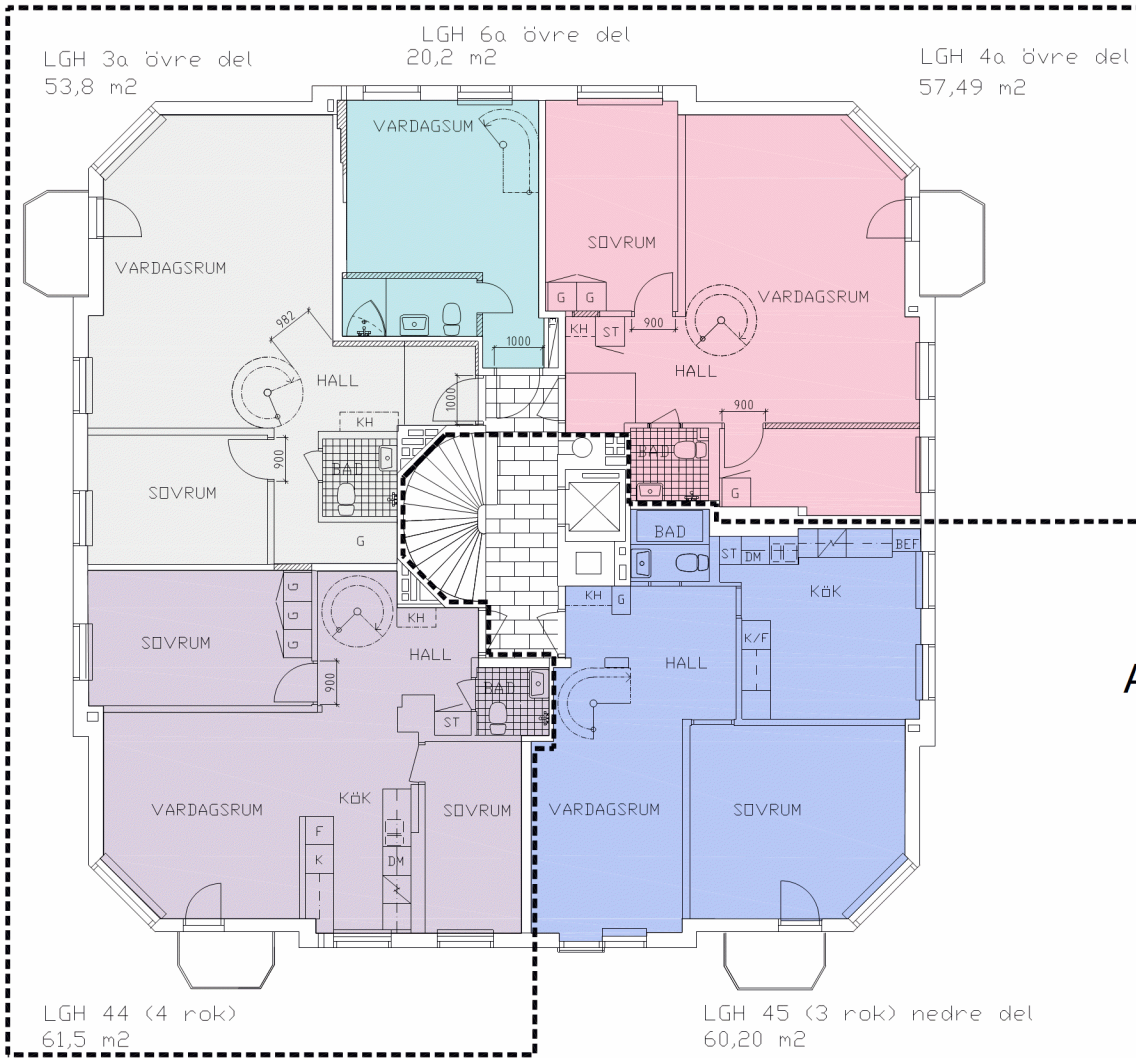 LGH 6a övre del
20,2 m2
LGH 3a övre del
53,8 m2
LGH 4a övre del
57,49 m2
VARDAGSUM
SOVRUM
VARDAGSRUM
VARDAGSRUM
G G
982
KH ST 900
1000
HALL
HALL
1000
900
KH
900
BAD
BAD
SOVRUM
G
G
BAD
ST DM BEF
KÖK
G
G
G
KH
KH G
K/F
SOVRUM
HALL
HALL
900
BAD
ST
KÖK
VARDAGSRUM
SOVRUM
VARDAGSRUM
SOVRUM
F
K
DM
A
LGH 44 (4 rok)
61,5 m2
LGH 45 (3 rok) nedre del
60,20 m2